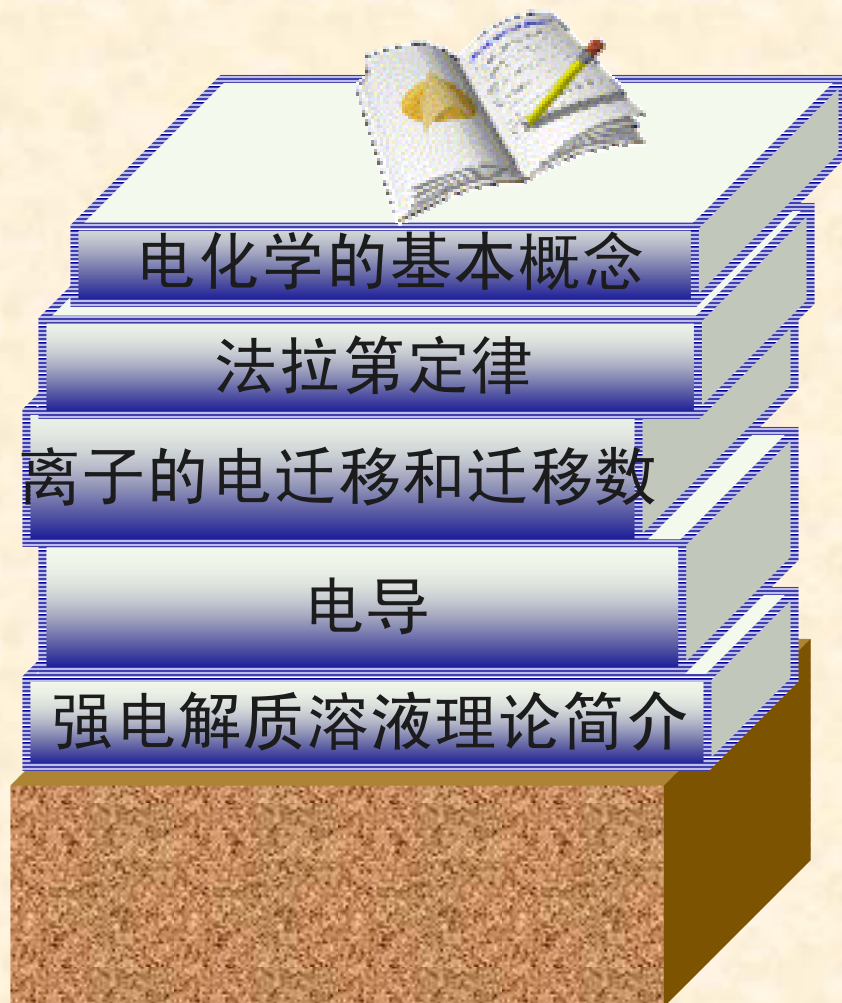 电化学的基本概念
法拉第定律
离子的电迁移和迁移数
电导
强电解质溶液理论简介